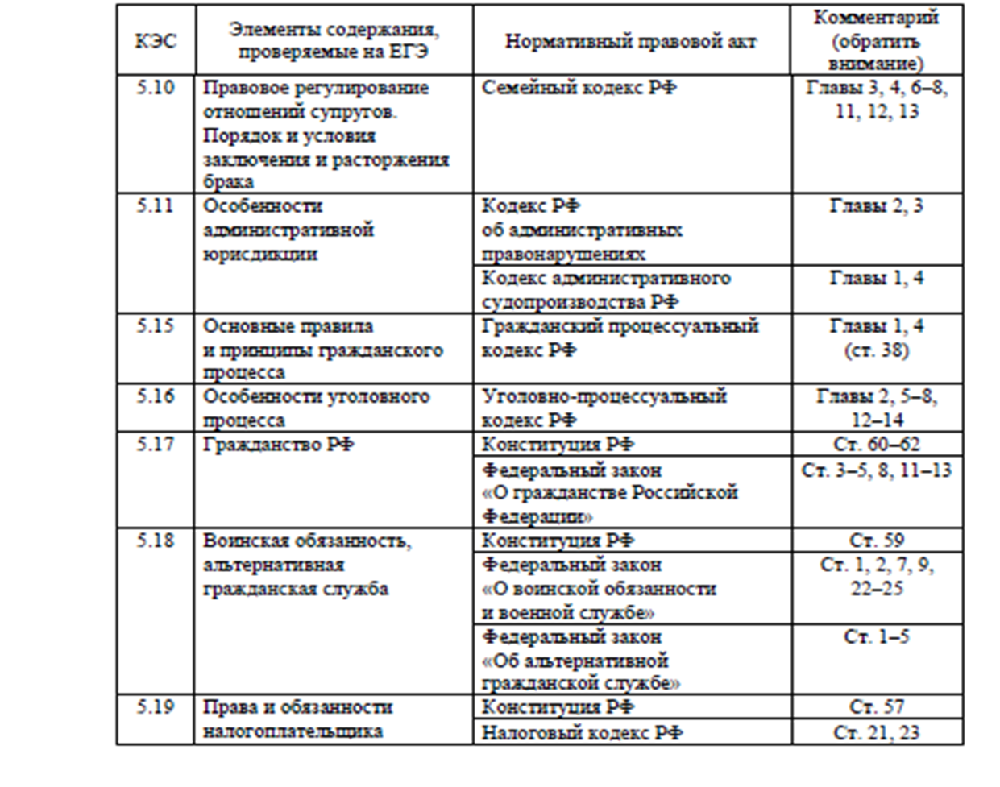 КЭС
Элементы содержания,
проверяемые на ЕГЭ
Нормативный правовой акт
Комментарий
(обратить
внимание)
5.10
Правовое регулирование
отношений супругов.
Порядок и условия
заключения и расторжения
брака
Семейный кодекс РФ
Главы 3, 4, 6–8,
11, 12, 13
5.11
Особенности
административной
юрисдикции
Кодекс РФ
об административных
правонарушениях
Главы 2, 3
Кодекс административного
судопроизводства РФ
Главы 1, 4
5.15
Основные правила
и принципы гражданского
процесса
Гражданский процессуальный
кодекс РФ
Главы 1, 4
(ст. 38)
5.16
Особенности уголовного
процесса
Уголовно-процессуальный
кодекс РФ
Главы 2, 5–8,
12–14
5.17
Гражданство РФ
Конституция РФ
Ст. 60–62
Федеральный закон
«О гражданстве Российской
Федерации»
Ст. 3–5, 8, 11–13
5.18
Воинская обязанность,
альтернативная
гражданская служба
Конституция РФ
Ст. 59
Федеральный закон
«О воинской обязанности
и военной службе»
Ст. 1, 2, 7, 9,
22–25
Федеральный закон
«Об альтернативной
гражданской службе»
Ст. 1–5
5.19
Права и обязанности
налогоплательщика
Конституция РФ
Ст. 57
Налоговый кодекс РФ
Ст. 21, 23